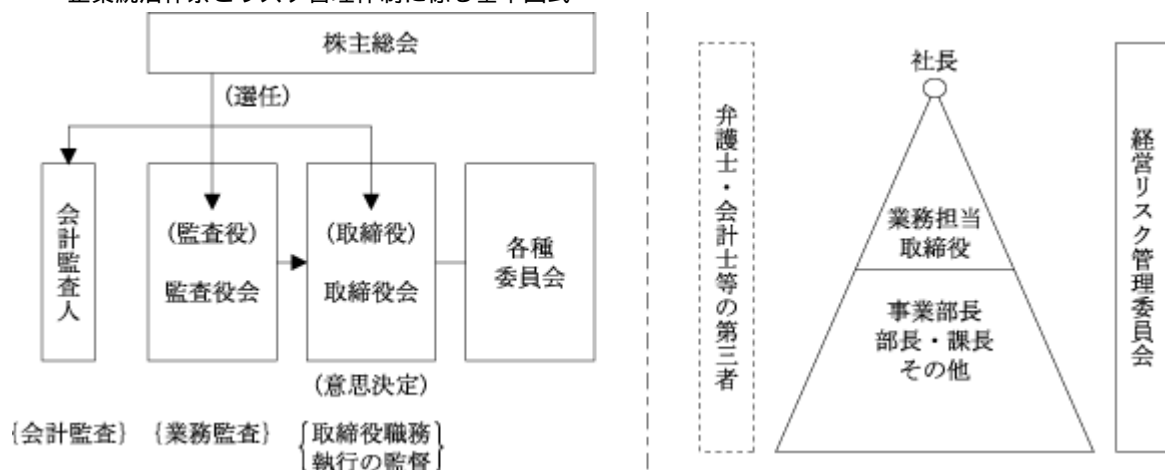 企業統治体系とリスク管理体制に係る基本図式
株主総会
(選任)
会計監査人
(監査役)
監査役会
(取締役)
取締役会
各種
委員会
(意思決定)
{会計監査}
{業務監査}
{取締役職務
執行の監督}
弁護士・会計士等の第三者
社長
業務担当
取締役
事業部長
部長・課長
その他
経営リスク管理委員会